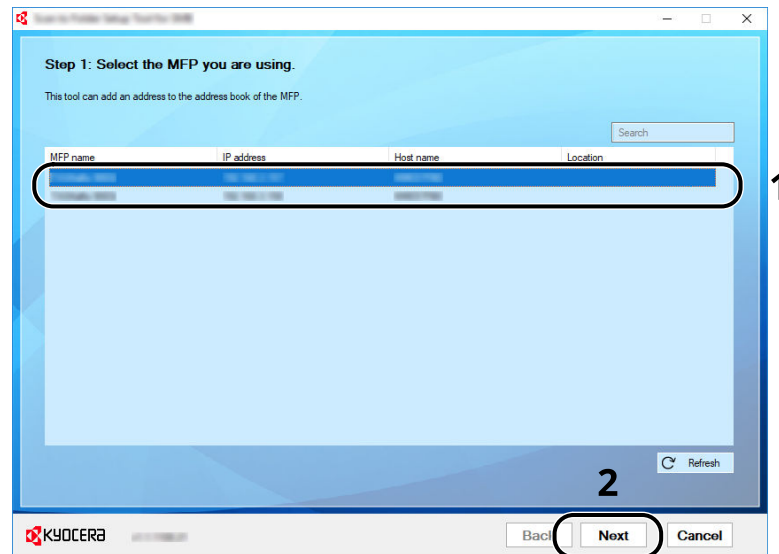 Step 1: Select the MFP you are using.
This tool can add an address to the address book of the MFP.
Search
MFP name IP address Host name Location
1
Refresh
2
KYOCERA
Back Next Cancel